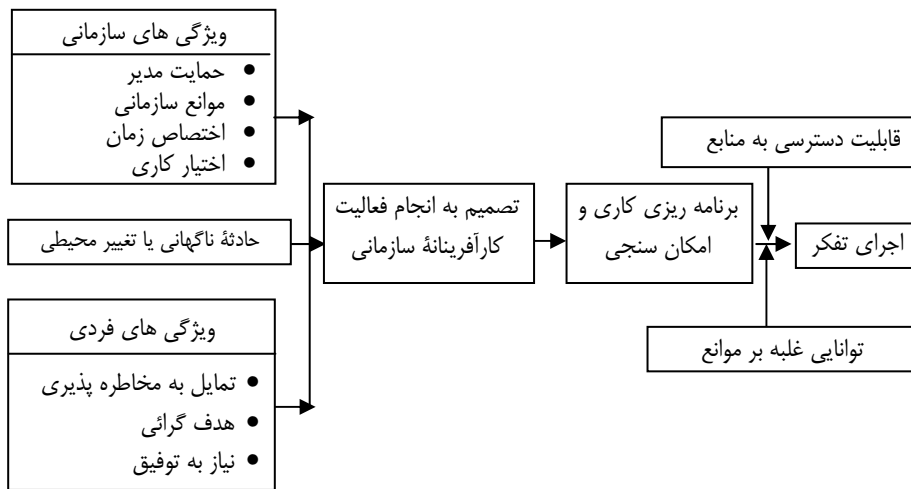 ویژگی های سازمانی
● حمایت مدیر
● موانع سازمانی
● اختصاص زمان
● اختیار کاری
حادثهٔ ناگهانی یا تغییر محیطی
ویژگی های فردی
● تمایل به مخاطره پذیری
● هدف گرائی
● نیاز به توفیق
تصمیم به انجام فعالیت
کارآفرینانهٔ سازمانی
برنامه ریزی کاری و
امکان سنجی
قابلیت دسترسی به منابع
اجرای تفکر
توانایی غلبه بر موانع